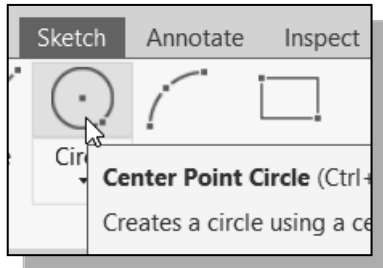 Sketch Annotate Inspect
Cir
Center Point Circle (Ctrl+
Creates a circle using a ce